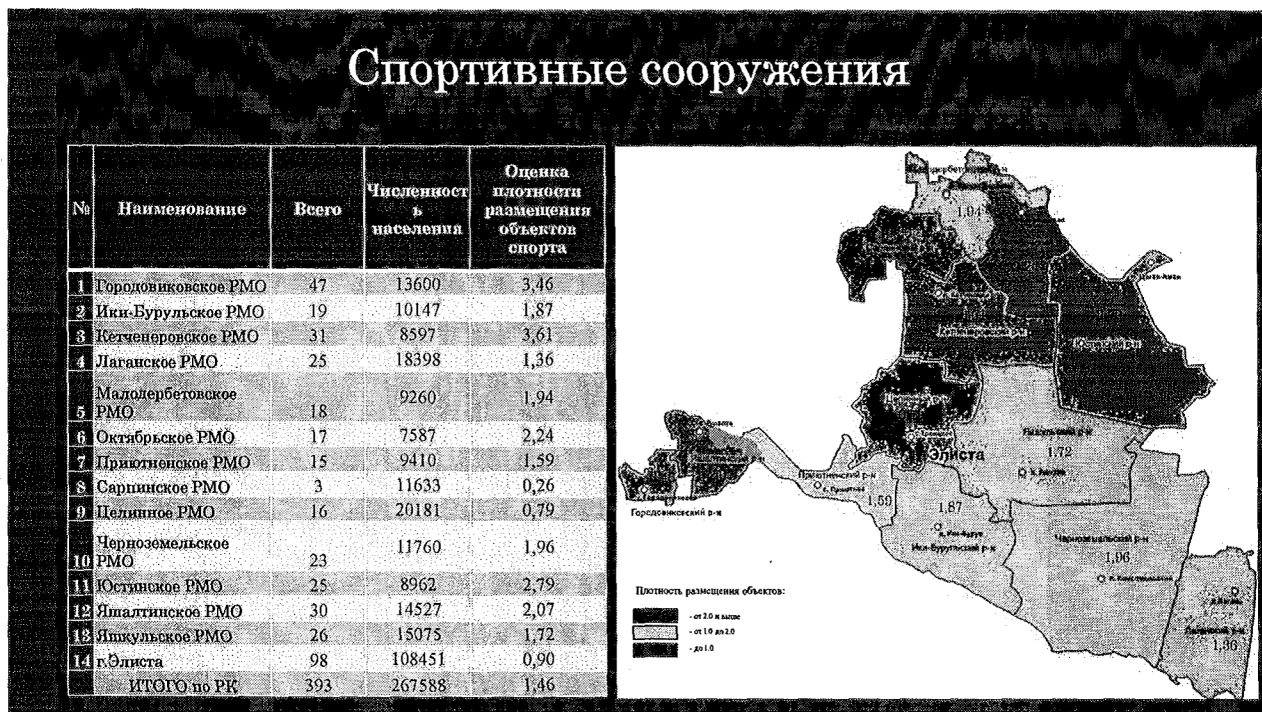 Спортивные сооружения
№ Наименование Всего Численност
ь
населения Оценка
плотности
размещения
объектов
спорта
1 Городовиковское РМО 47 13600 3,46
2 Ики-Бурульское РМО 19 10147 1,87
3 Кетченеровское РМО 31 8597 3,61
4 Лаганское РМО 25 18398 1,36
Малодербетовское
5 РМО 18 9260 1,94
6 Октябрьское РМО 17 7587 2,24
7 Приютненское РМО 15 9410 1,59
8 Сарпинское РМО 3 11633 0,26
9 Целинное РМО 16 20181 0,79
Черноземельское
10 РМО 23 11760 1,96
11 Юстинское РМО 25 8962 2,79
12 Яшалтинское РМО 30 14527 2,07
13 Яшкульское РМО 26 15075 1,72
14 г.Элиста 98 108451 0,90
ИТОГО по РК 393 267588 1,46
1,94
Юстинский р-н
Элиста
1,72
Приютненский р-н
1,59
1,87
Ики-Бурульский р-н
Городовиковский р-н
Черноземельский р-н
1,96
1,36
Плотность размещения объектов:
- от 2.0 и выше
- от 1.0 до 2.0
- до 1.0